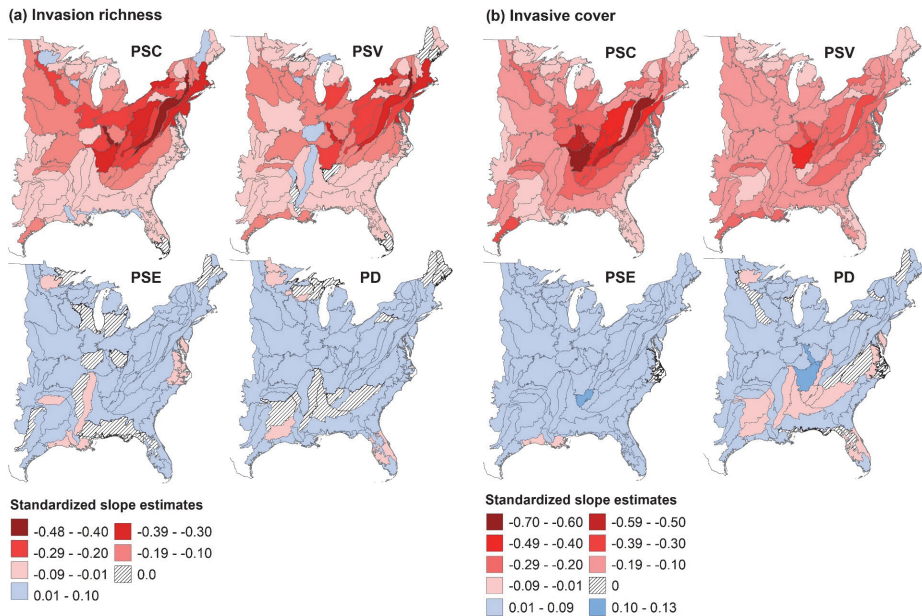 (a) Invasion richness
(b) Invasive cover
PSC
PSV
PSC
PSV
PSE
PD
PSE
PD
Standardized slope estimates
-0.48 - -0.40
-0.39 - -0.30
-0.29 - -0.20
-0.19 - -0.10
-0.09 - -0.01
0.0
0.01 - 0.10
Standardized slope estimates
-0.70 - -0.60
-0.59 - -0.50
-0.49 - -0.40
-0.39 - -0.30
-0.29 - -0.20
-0.19 - -0.10
-0.09 - -0.01
0
0.01 - 0.09
0.10 - 0.13